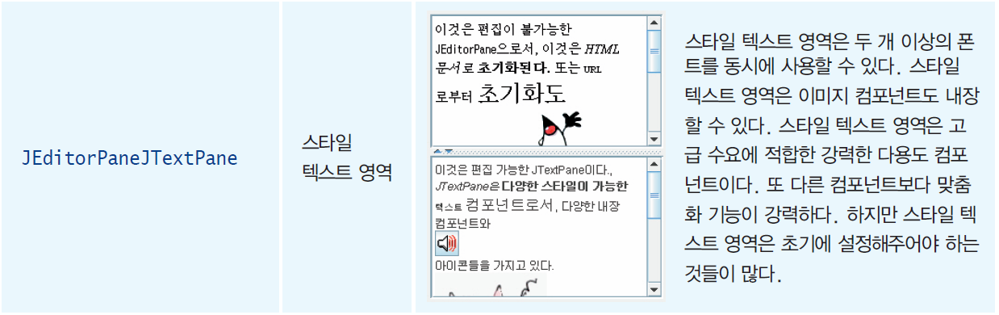 JEditorPaneJTextPane
스타일
텍스트 영역
이것은 편집이 불가능한
JEditorPane으로서, 이것은 HTML
문서로 초기화된다. 또는 URL
로부터 초기화도
이것은 편집 가능한 JTextPane이다.,
JTextPane은 다양한 스타일이 가능한
텍스트 컴포넌트로서, 다양한 내장
컴포넌트와
아이콘들을 가지고 있다.
스타일 텍스트 영역은 두 개 이상의 폰
트를 동시에 사용할 수 있다. 스타일
텍스트 영역은 이미지 컴포넌트도 내장
할 수 있다. 스타일 텍스트 영역은 고
급 수요에 적합한 강력한 다용도 컴포
넌트이다. 또 다른 컴포넌트보다 맞춤
화 기능이 강력하다. 하지만 스타일 텍
스트 영역은 초기에 설정해주어야 하는
것들이 많다.